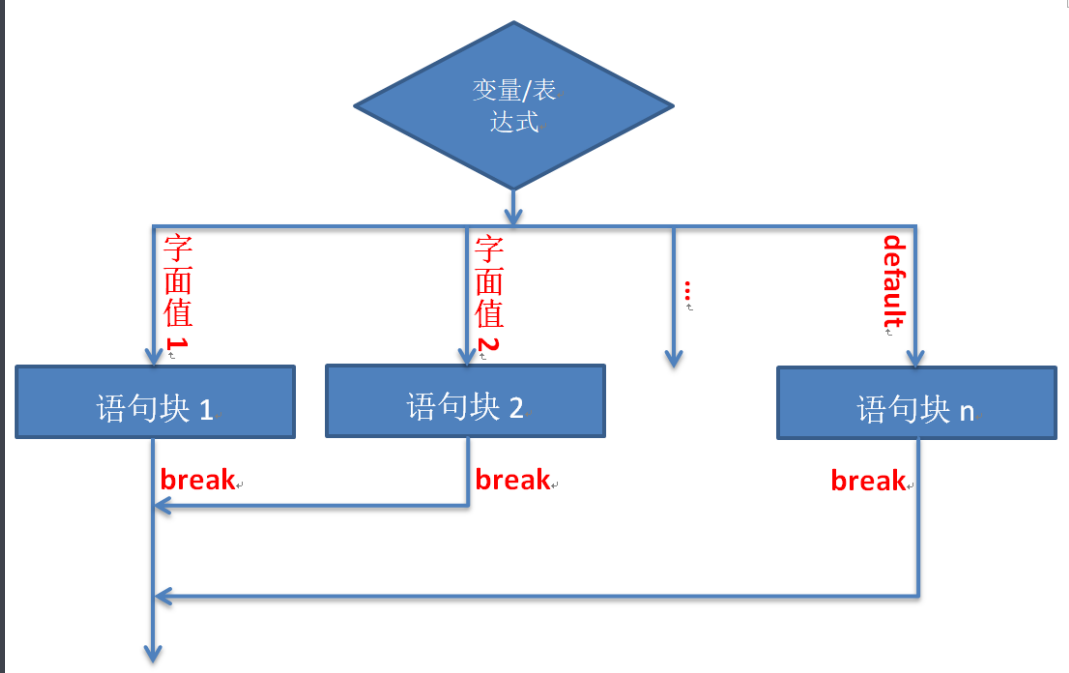 变量/表
达式
字面值1
字面值2
...
default
语句块 1
语句块 2
语句块 n
break
break
break